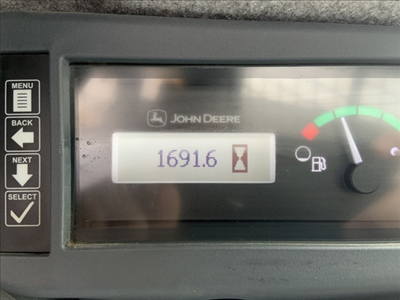 MENU
BACK
NEXT
SELECT
JOHN DEERE
1691.6